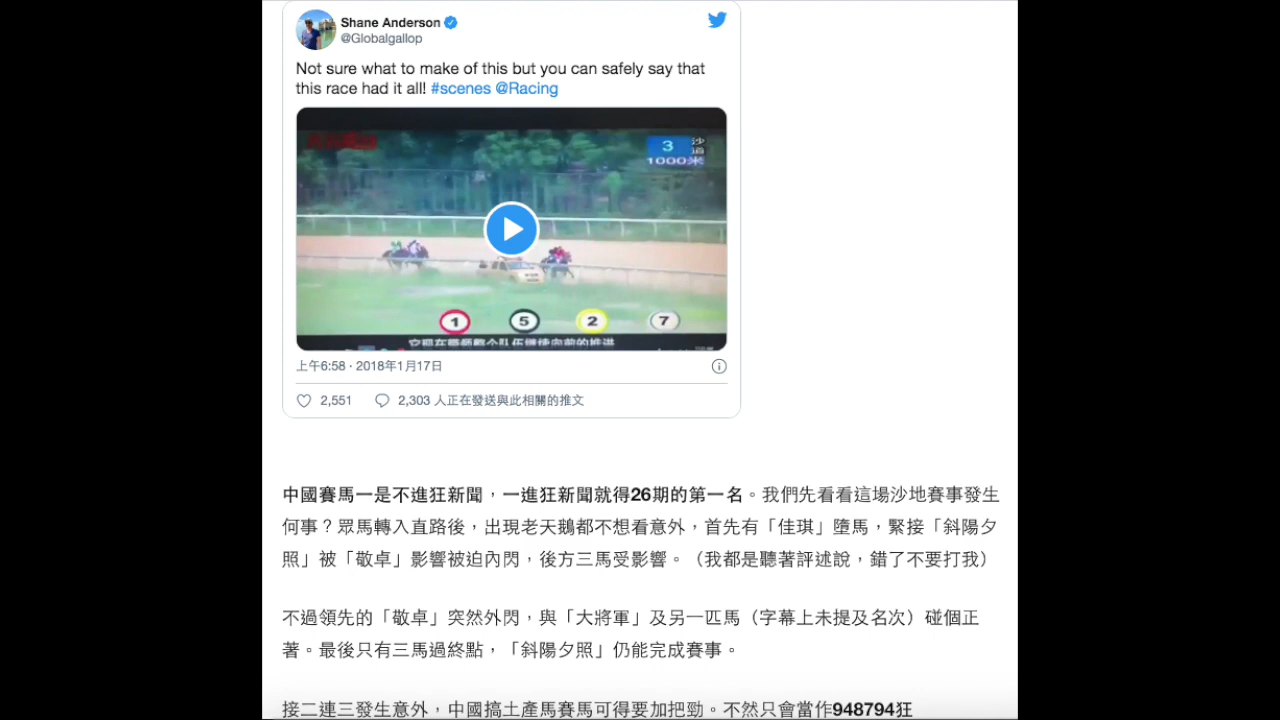 Shane Anderson
@Globalgallop
Not sure what to make of this but you can safely say that
this race had it all! #scenes @Racing
3 沙道
1000米
1 5 2 7
上午6:58 · 2018年1月17日
2,551 2,303 人正在發送與此相關的推文
中國賽馬一是不進狂新聞，一進狂新聞就得26期的第一名。我們先看看這場沙地賽事發生
何事？眾馬轉入直路後，出現老天鵝都不想看意外，首先有「佳琪」墮馬，緊接「斜陽夕
照」被「敬卓」影響被迫內閃，後方三馬受影響。（我都是聽著評述說，錯了不要打我）
不過領先的「敬卓」突然外閃，與「大將軍」及另一匹馬（字幕上未提及名次）碰個正
著。最後只有三馬過終點，「斜陽夕照」仍能完成賽事。
接二連三發生意外，中國搞土產馬賽馬可得要加把勁。不然只會當作948794狂